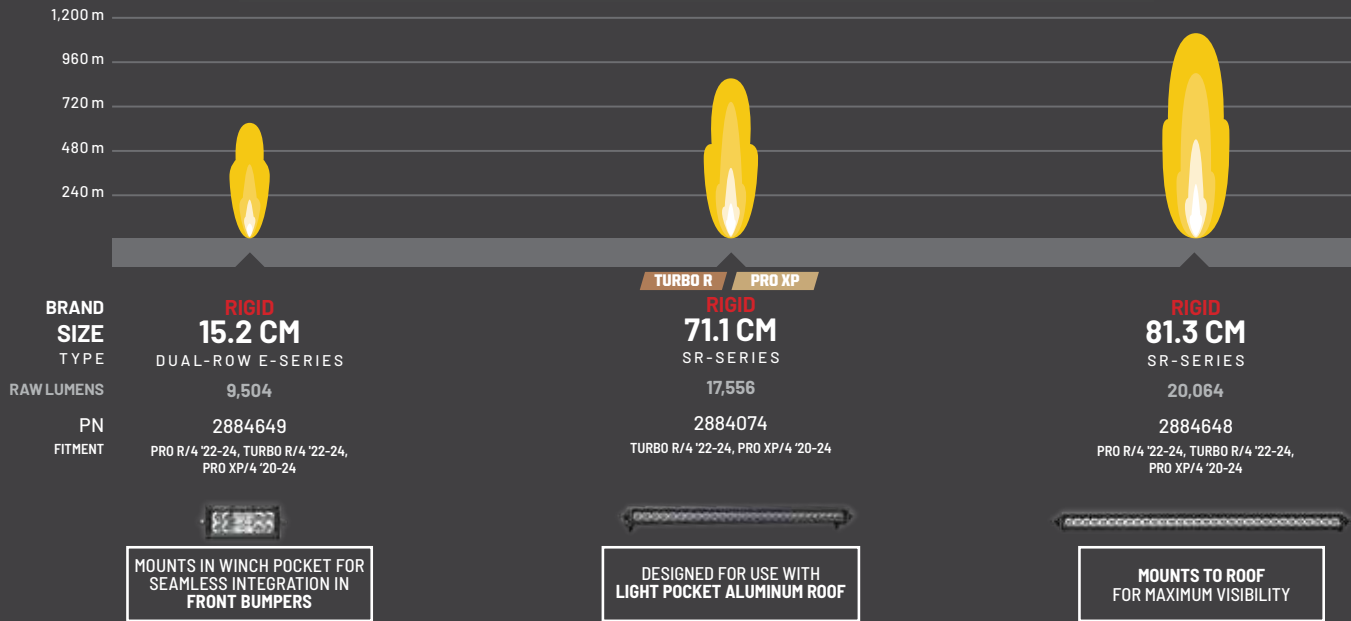 1,200 m
960 m
720 m
480 m
240 m
TURBO R PRO XP
BRAND RIGID RIGID RIGID
SIZE 15.2 CM 71.1 CM 81.3 CM
TYPE DUAL-ROW E-SERIES SR-SERIES SR-SERIES
RAW LUMENS 9,504 17,556 20,064
PN 2884649 2884074 2884648
FITMENT PRO R/4 '22-24, TURBO R/4 '22-24,
PRO XP/4 ‘20-24
TURBO R/4 '22-24, PRO XP/4 ‘20-24
PRO R/4 '22-24, TURBO R/4 '22-24,
PRO XP/4 ‘20-24
MOUNTS IN WINCH POCKET FOR
SEAMLESS INTEGRATION IN
FRONT BUMPERS
DESIGNED FOR USE WITH
LIGHT POCKET ALUMINUM ROOF
MOUNTS TO ROOF
FOR MAXIMUM VISIBILITY